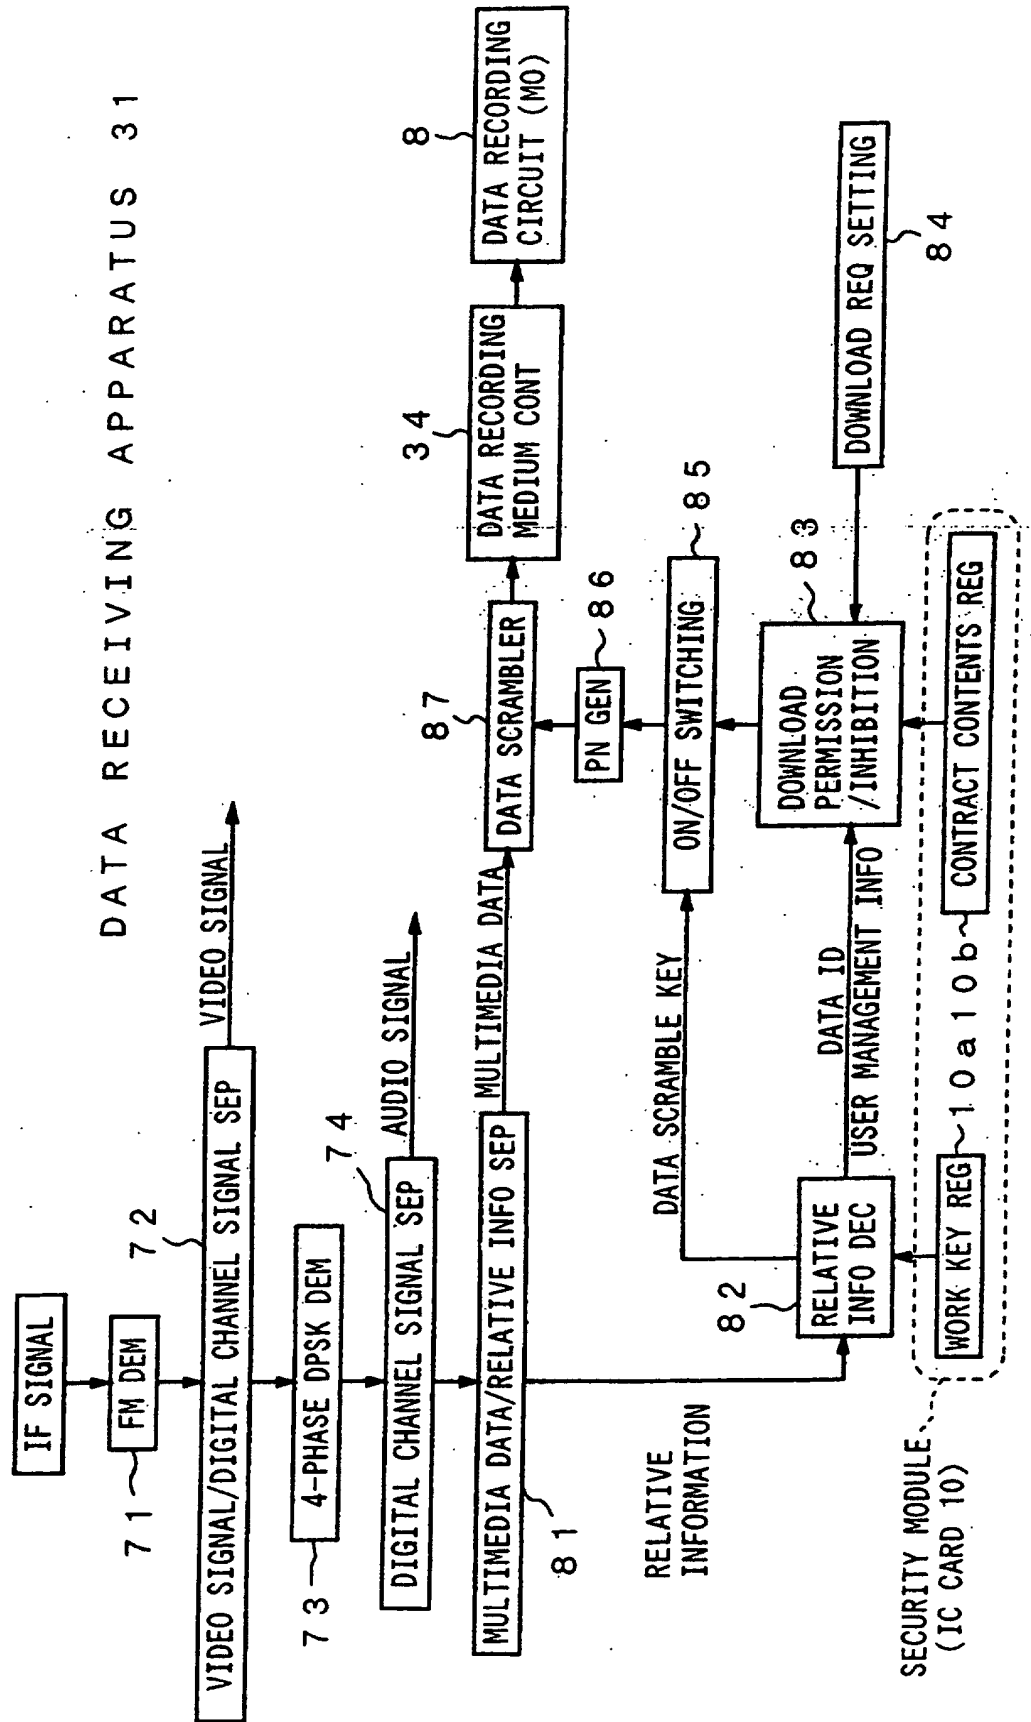 DATA RECEIVING APPARATUS 31
IF SIGNAL
FM DEM
71
VIDEO SIGNAL/DIGITAL CHANNEL SIGNAL SEP
72
VIDEO SIGNAL
4-PHASE DPSK DEM
73
DIGITAL CHANNEL SIGNAL SEP
74
AUDIO SIGNAL
MULTIMEDIA DATA/RELATIVE INFO SEP
81
MULTIMEDIA DATA
DATA SCRAMBLER
87
DATA RECORDING
MEDIUM CONT
34
DATA RECORDING
CIRCUIT (MO)
8
PN GEN
86
ON/OFF SWITCHING
85
DATA SCRAMBLE KEY
RELATIVE
INFORMATION
RELATIVE
INFO DEC
82
DATA ID
USER MANAGEMENT INFO
DOWNLOAD
PERMISSION
/INHIBITION
83
DOWNLOAD REQ SETTING
84
WORK KEY REG
10a
10b
CONTRACT CONTENTS REG
SECURITY MODULE
(IC CARD 10)